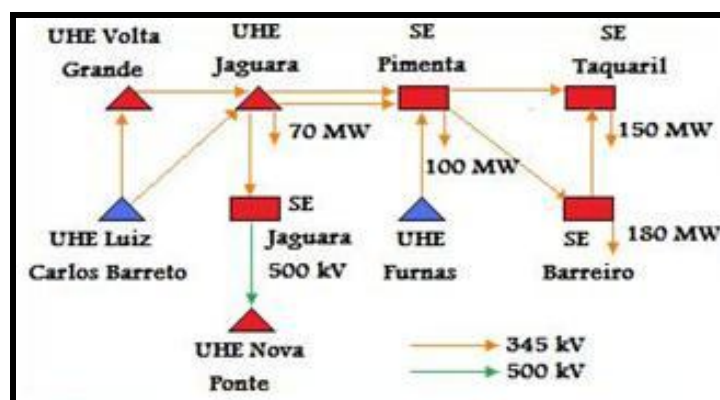 UHE Volta
Grande
UHE
Jaguara
SE
Pimenta
SE
Taquaril
70 MW
100 MW
150 MW
UHE Luiz
Carlos Barreto
SE
Jaguara
500 kV
UHE
Furnas
SE
Barreiro
180 MW
UHE Nova
Ponte
345 kV
500 kV